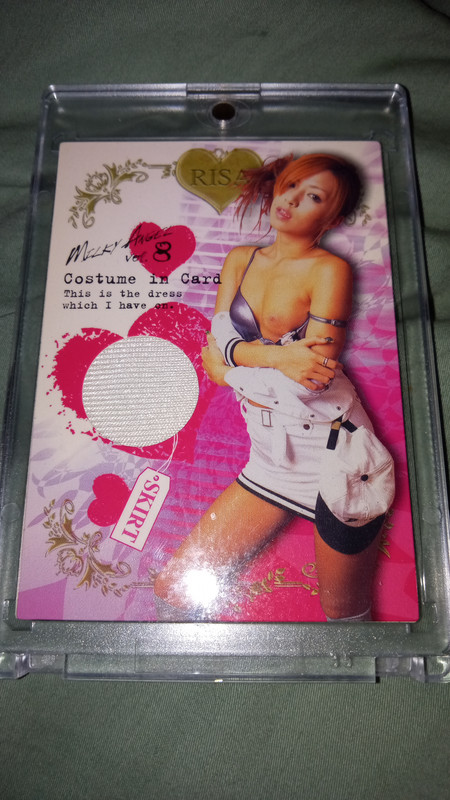 RISA
Milky Angel
vol. 8
Costume in Card
This is the dress
which I have on.
SKIRT